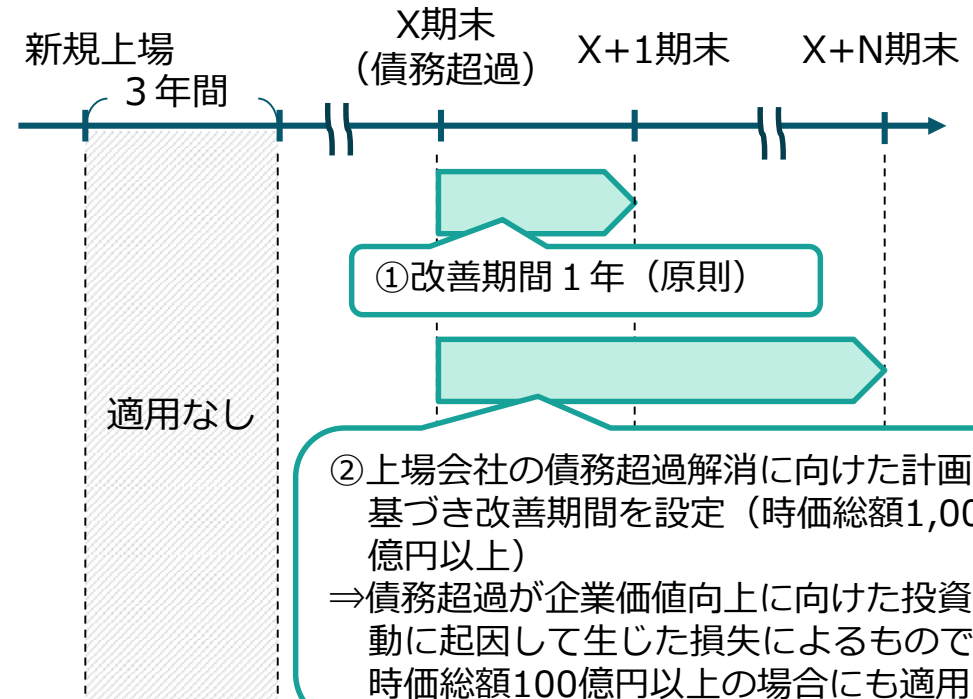 新規上場
3年間
X期末
（債務超過）
X+1期末
X+N期末
①改善期間１年（原則）
適用なし
②上場会社の債務超過解消に向けた計画
基づき改善期間を設定（時価総額1,00
億円以上）
⇒債務超過が企業価値向上に向けた投資
動に起因して生じた損失によるもので
時価総額100億円以上の場合にも適用